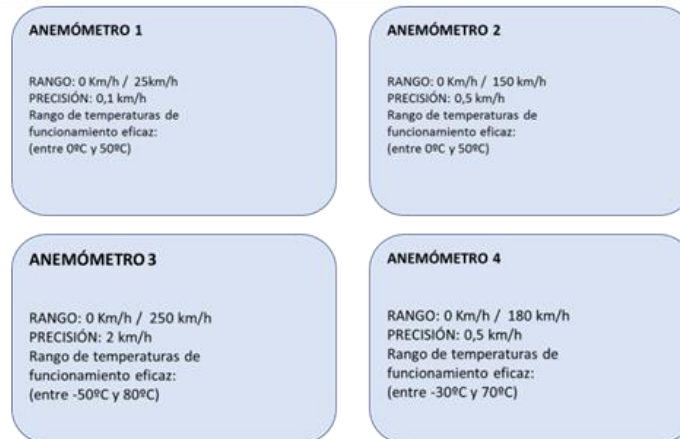 ANEMÓMETRO 1
RANGO: 0 Km/h / 25km/h
PRECISIÓN: 0,1 km/h
Rango de temperaturas de
funcionamiento eficaz:
(entre 0ºC y 50ºC)
ANEMÓMETRO 2
RANGO: 0 Km/h / 150 km/h
PRECISIÓN: 0,5 km/h
Rango de temperaturas de
funcionamiento eficaz:
(entre 0ºC y 50ºC)
ANEMÓMETRO 3
RANGO: 0 Km/h / 250 km/h
PRECISIÓN: 2 km/h
Rango de temperaturas de
funcionamiento eficaz:
(entre -50ºC y 80ºC)
ANEMÓMETRO 4
RANGO: 0 Km/h / 180 km/h
PRECISIÓN: 0,5 km/h
Rango de temperaturas de
funcionamiento eficaz:
(entre -30ºC y 70ºC)